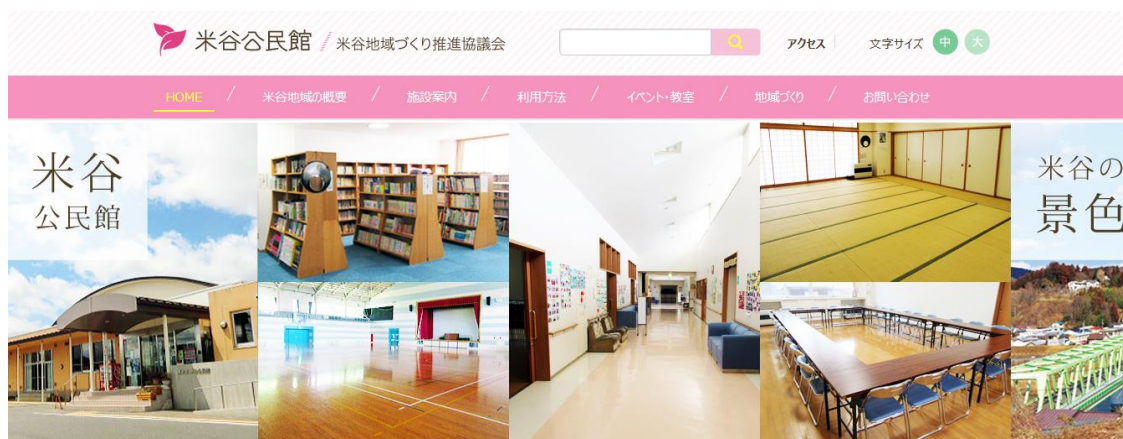 米谷公民館 / 米谷地域づくり推進協議会
アクセス
文字サイズ 中 大
HOME / 米谷地域の概要 / 施設案内 / 利用方法 / イベント・教室 / 地域づくり / お問い合わせ
米谷
公民館
米谷の
景色